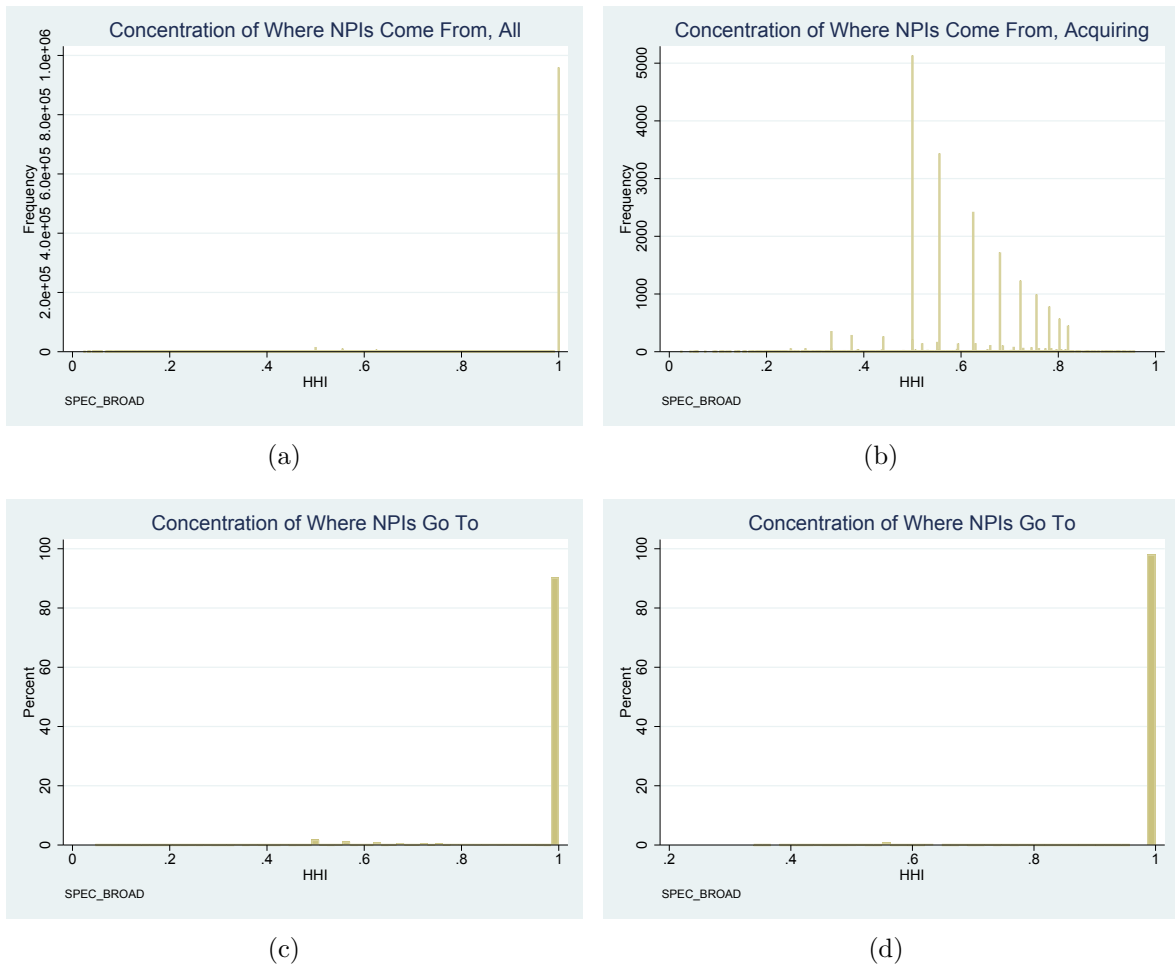 Concentration of Where NPIs Come From, All
Frequency
0 2.0e+05 4.0e+05 6.0e+05 8.0e+05 1.0e+06
0 .2 .4 .6 .8 1
HHI
SPEC_BROAD
(a)
Concentration of Where NPIs Come From, Acquiring
Frequency
0 1000 2000 3000 4000 5000
0 .2 .4 .6 .8 1
HHI
SPEC_BROAD
(b)
Concentration of Where NPIs Go To
Percent
0 20 40 60 80 100
0 .2 .4 .6 .8 1
HHI
SPEC_BROAD
(c)
Concentration of Where NPIs Go To
Percent
0 20 40 60 80 100
.2 .4 .6 .8 1
HHI
SPEC_BROAD
(d)